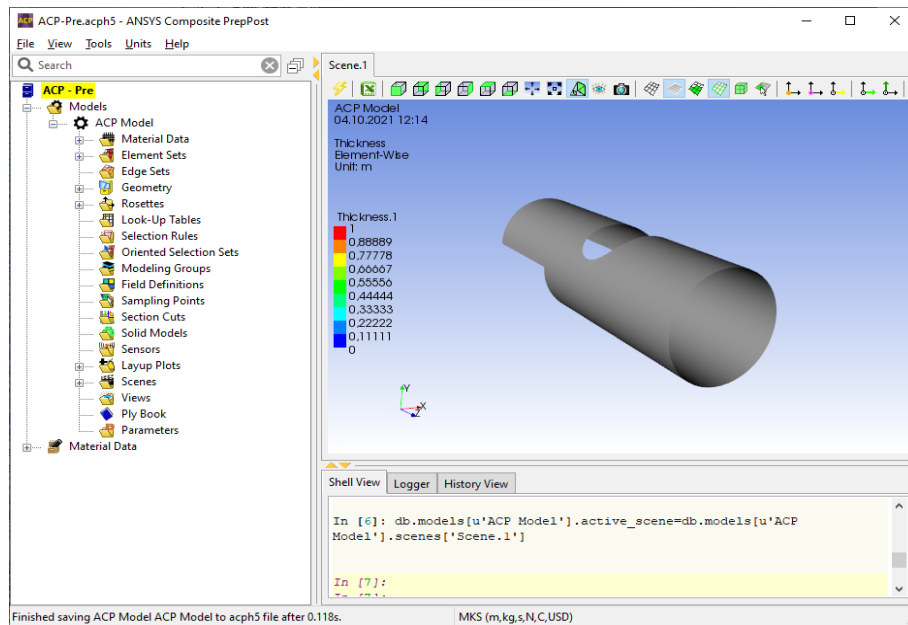 ACP-Pre.acph5 - ANSYS Composite PrepPost
File View Tools Units Help
Search
ACP - Pre
Models
ACP Model
Material Data
Element Sets
Edge Sets
Geometry
Rosettes
Look-Up Tables
Selection Rules
Oriented Selection Sets
Modeling Groups
Field Definitions
Sampling Points
Section Cuts
Solid Models
Sensors
Layup Plots
Scenes
Views
Ply Book
Parameters
Material Data
Scene.1
ACP Model
04.10.2021 12:14
Thickness
Element-Wise
Unit: m
Thickness.1
1
0,88889
0,77778
0,66667
0,55556
0,44444
0,33333
0,22222
0,11111
0
Y
X
Z
Shell View Logger History View
In [6]: db.models[u'ACP Model'].active_scene=db.models[u'ACP
Model'].scenes['Scene.1']
In [7]:
Finished saving ACP Model ACP Model to acph5 file after 0.118s.
MKS (m,kg,s,N,C,USD)